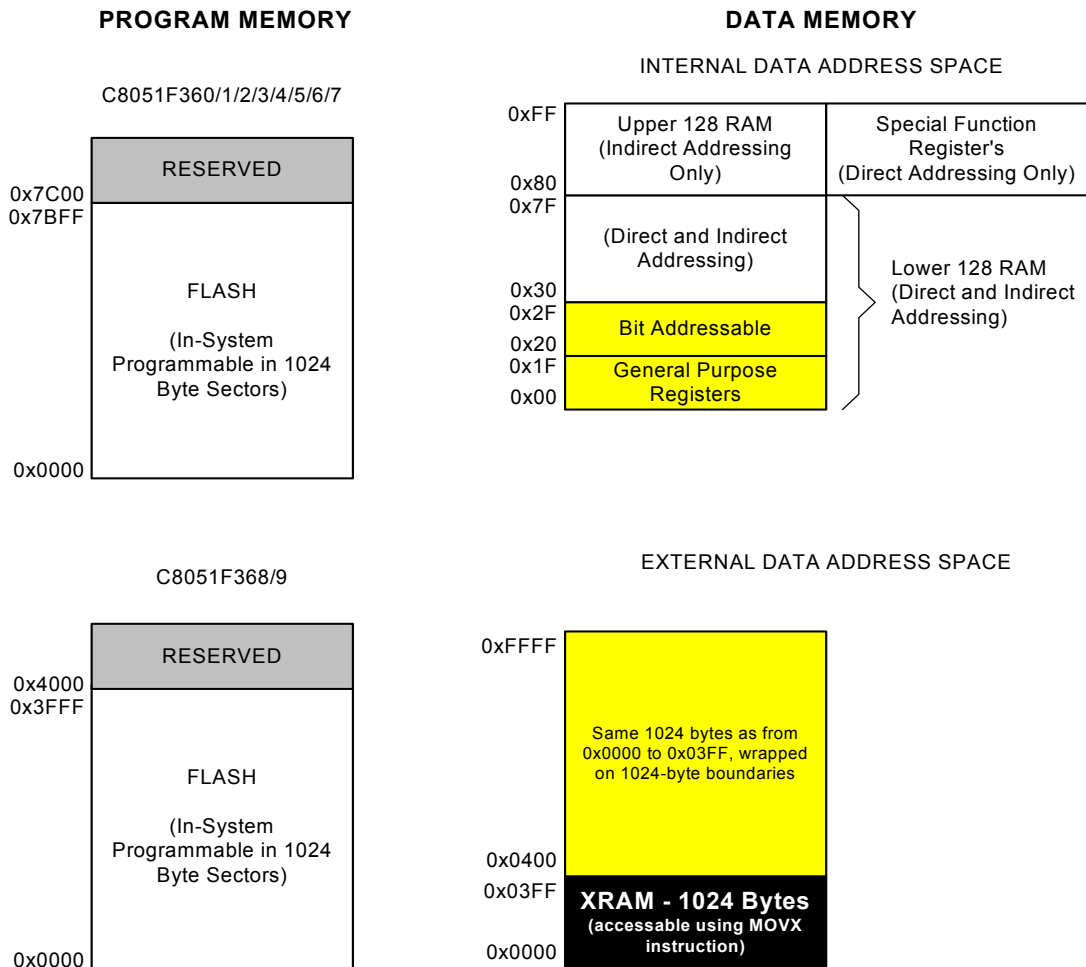 PROGRAM MEMORY
C8051F360/1/2/3/4/5/6/7
RESERVED
0x7C00
0x7BFF
FLASH
(In-System
Programmable in 1024
Byte Sectors)
0x0000
C8051F368/9
RESERVED
0x4000
0x3FFF
FLASH
(In-System
Programmable in 1024
Byte Sectors)
0x0000
DATA MEMORY
INTERNAL DATA ADDRESS SPACE
0xFF
Upper 128 RAM
(Indirect Addressing
Only)
Special Function
Register's
(Direct Addressing Only)
0x80
0x7F
(Direct and Indirect
Addressing)
Lower 128 RAM
(Direct and Indirect
Addressing)
0x30
0x2F
Bit Addressable
0x20
0x1F
General Purpose
Registers
0x00
EXTERNAL DATA ADDRESS SPACE
0xFFFF
Same 1024 bytes as from
0x0000 to 0x03FF, wrapped
on 1024-byte boundaries
0x0400
0x03FF
XRAM - 1024 Bytes
(accessable using MOVX
instruction)
0x0000